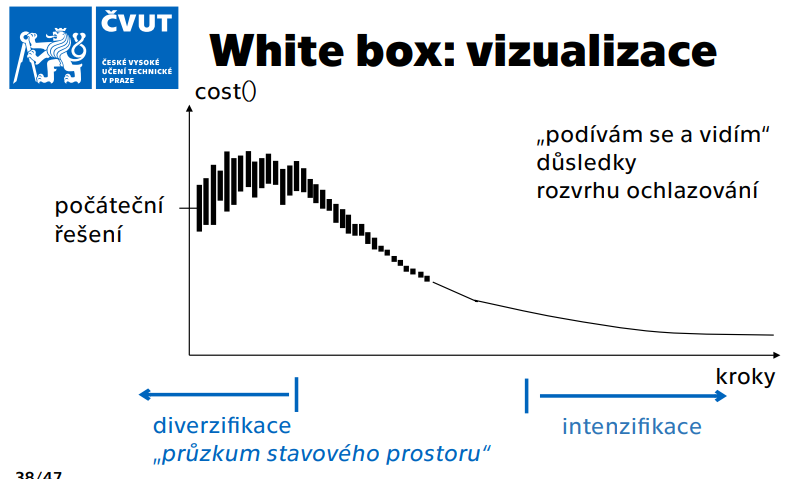 ČVUT
ČESKÉ VYSOKÉ
UČENÍ TECHNICKÉ
V PRAZE
White box: vizualizace
cost()
„podívám se a vidím“
důsledky
rozvrhu ochlazování
počáteční
řešení
kroky
diverzifikace
intenzifikace
„průzkum stavového prostoru“
38/47